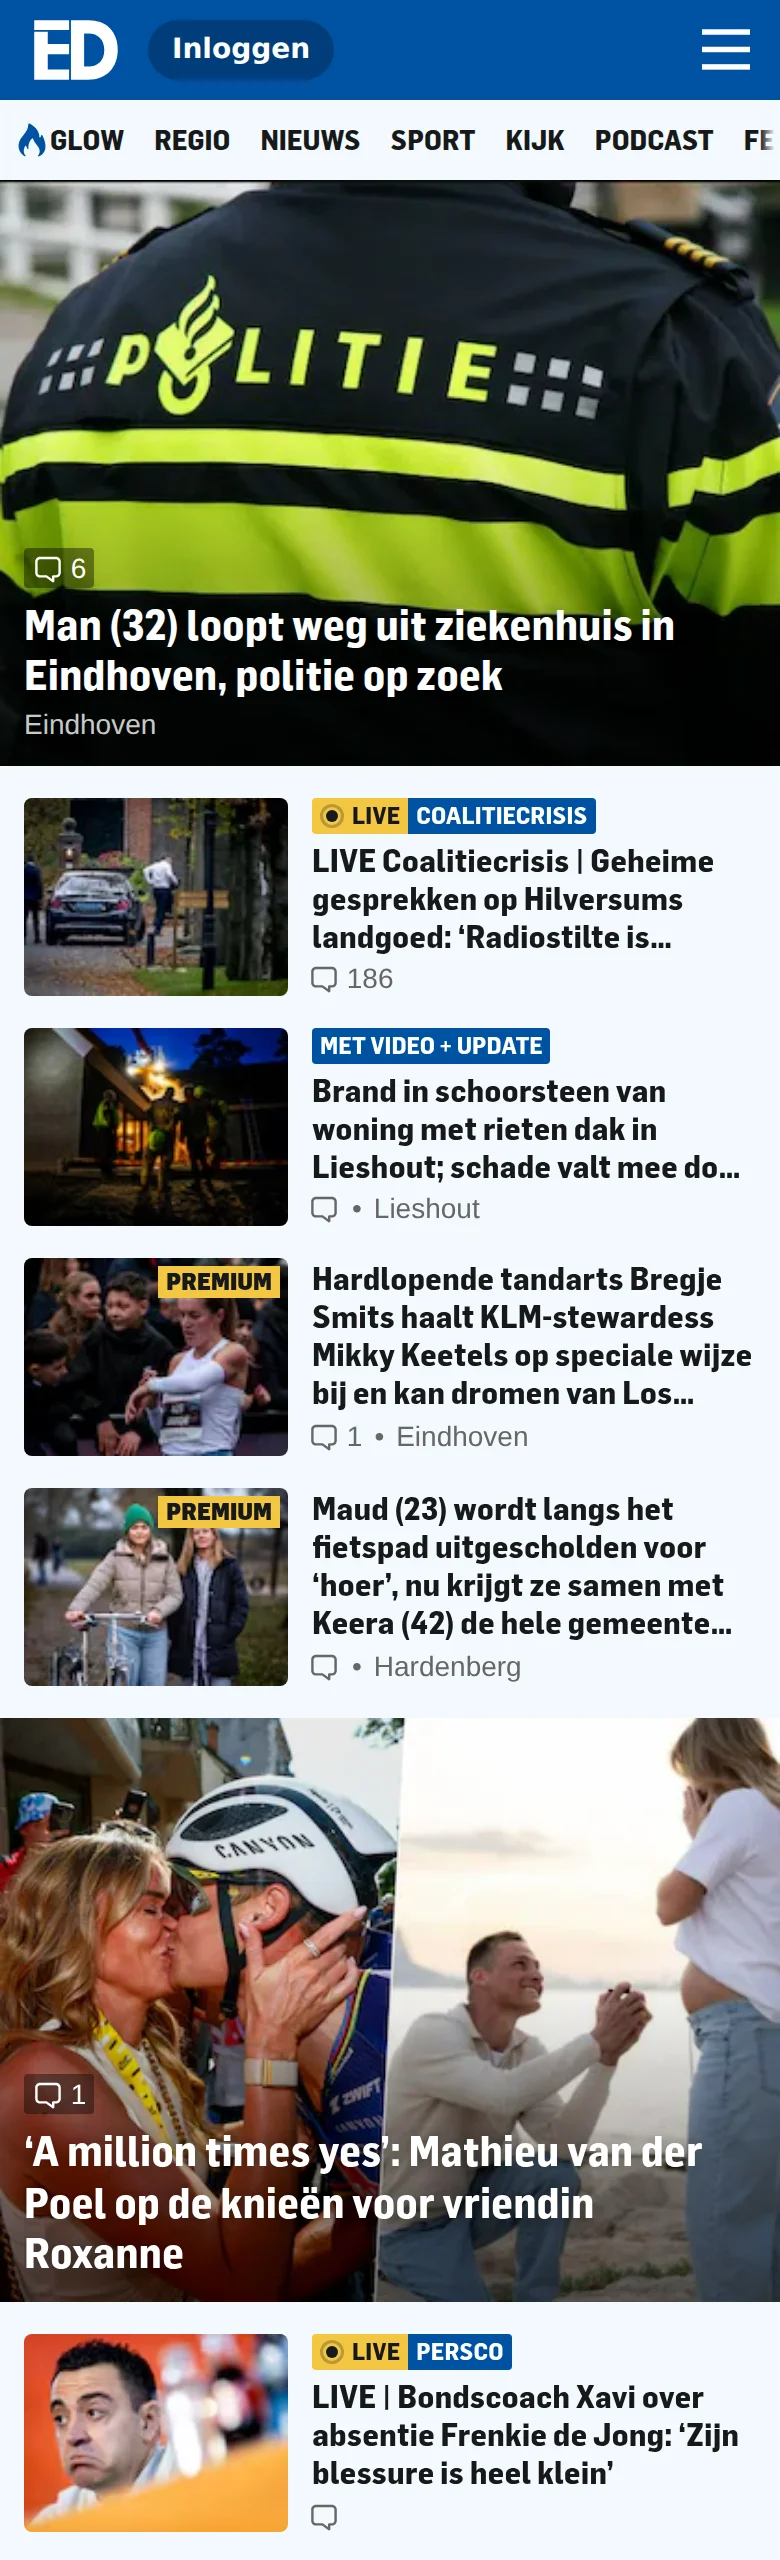 ED
Inloggen
GLOW REGIO NIEUWS SPORT KIJK PODCAST FE
POLITIE
6
Man (32) loopt weg uit ziekenhuis in
Eindhoven, politie op zoek
Eindhoven
LIVE COALITIECRISIS
LIVE Coalitiecrisis | Geheime
gesprekken op Hilversums
landgoed: ‘Radiostilte is...
186
MET VIDEO + UPDATE
Brand in schoorsteen van
woning met rieten dak in
Lieshout; schade valt mee do...
• Lieshout
PREMIUM
Hardlopende tandarts Bregje
Smits haalt KLM-stewardess
Mikky Keetels op speciale wijze
bij en kan dromen van Los...
1 • Eindhoven
PREMIUM
Maud (23) wordt langs het
fietspad uitgescholden voor
‘hoer’, nu krijgt ze samen met
Keera (42) de hele gemeente...
• Hardenberg
CANYON
ZWIFT
1
‘A million times yes’: Mathieu van der
Poel op de knieën voor vriendin
Roxanne
LIVE PERSCO
LIVE | Bondscoach Xavi over
absentie Frenkie de Jong: ‘Zijn
blessure is heel klein’